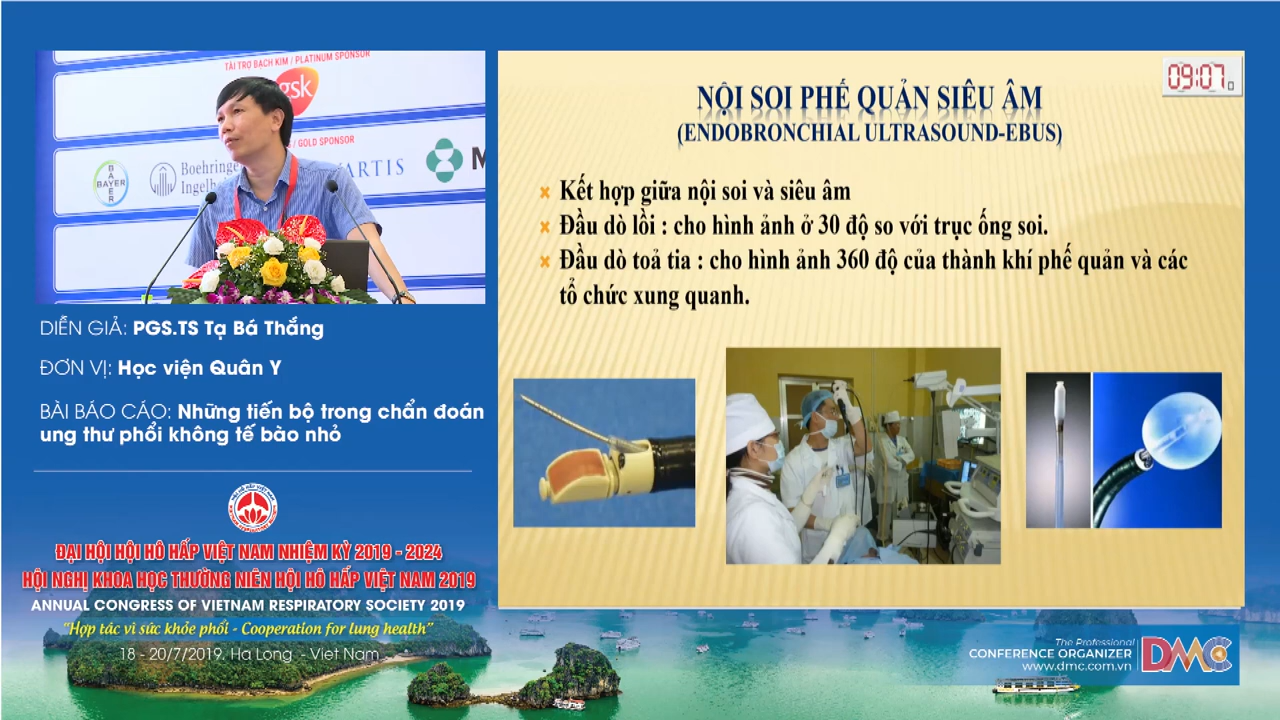 TÀI TRỢ BẠCH KIM / PLATINUM SPONSOR
gsk
/ GOLD SPONSOR
BAYER
BAYER
Boehringe
Ingelh
ARTIS
M
DIỄN GIẢ: PGS.TS Tạ Bá Thắng
ĐƠN VỊ: Học viện Quân Y
BÀI BÁO CÁO: Những tiến bộ trong chẩn đoán
ung thư phổi không tế bào nhỏ
ĐẠI HỘI HỘI HÔ HẤP VIỆT NAM NHIỆM KỲ 2019 - 2024
HỘI NGHỊ KHOA HỌC THƯỜNG NIÊN HỘI HÔ HẤP VIỆT NAM 2019
ANNUAL CONGRESS OF VIETNAM RESPIRATORY SOCIETY 2019
“Hợp tác vì sức khỏe phổi - Cooperation for lung health”
18 - 20/7/2019. Ha Long - Viet Nam
09:07
NỘI SOI PHẾ QUẢN SIÊU ÂM
(ENDOBRONCHIAL ULTRASOUND-EBUS)
Kết hợp giữa nội soi và siêu âm
Đầu dò lồi : cho hình ảnh ở 30 độ so với trục ống soi.
Đầu dò toả tia : cho hình ảnh 360 độ của thành khí phế quản và các
tổ chức xung quanh.
The Professional
CONFERENCE ORGANIZER
www.dmc.com.vn
DMC